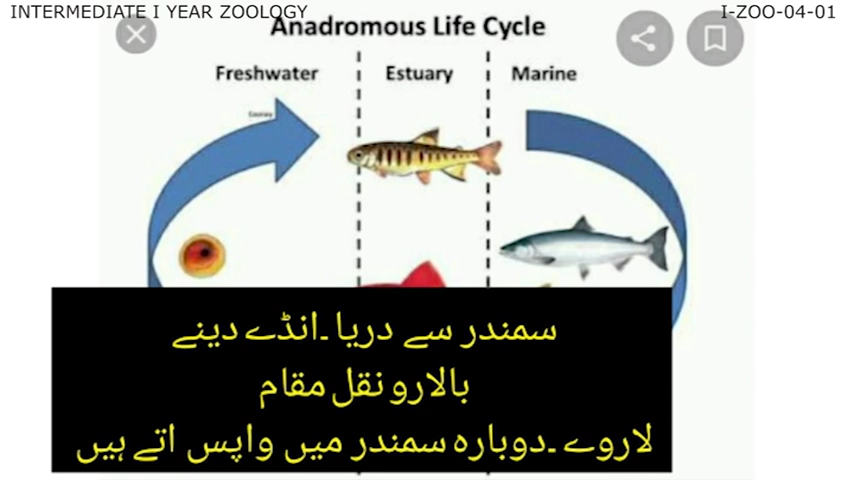 INTERMEDIATE I YEAR ZOOLOGY
I-ZOO-04-01
Anadromous Life Cycle
Freshwater
Estuary
Marine
سمندر سے دریا ۔انڈے دینے
بالارو نقل مقام
لاروے ۔دوبارہ سمندر میں واپس اتے ہیں